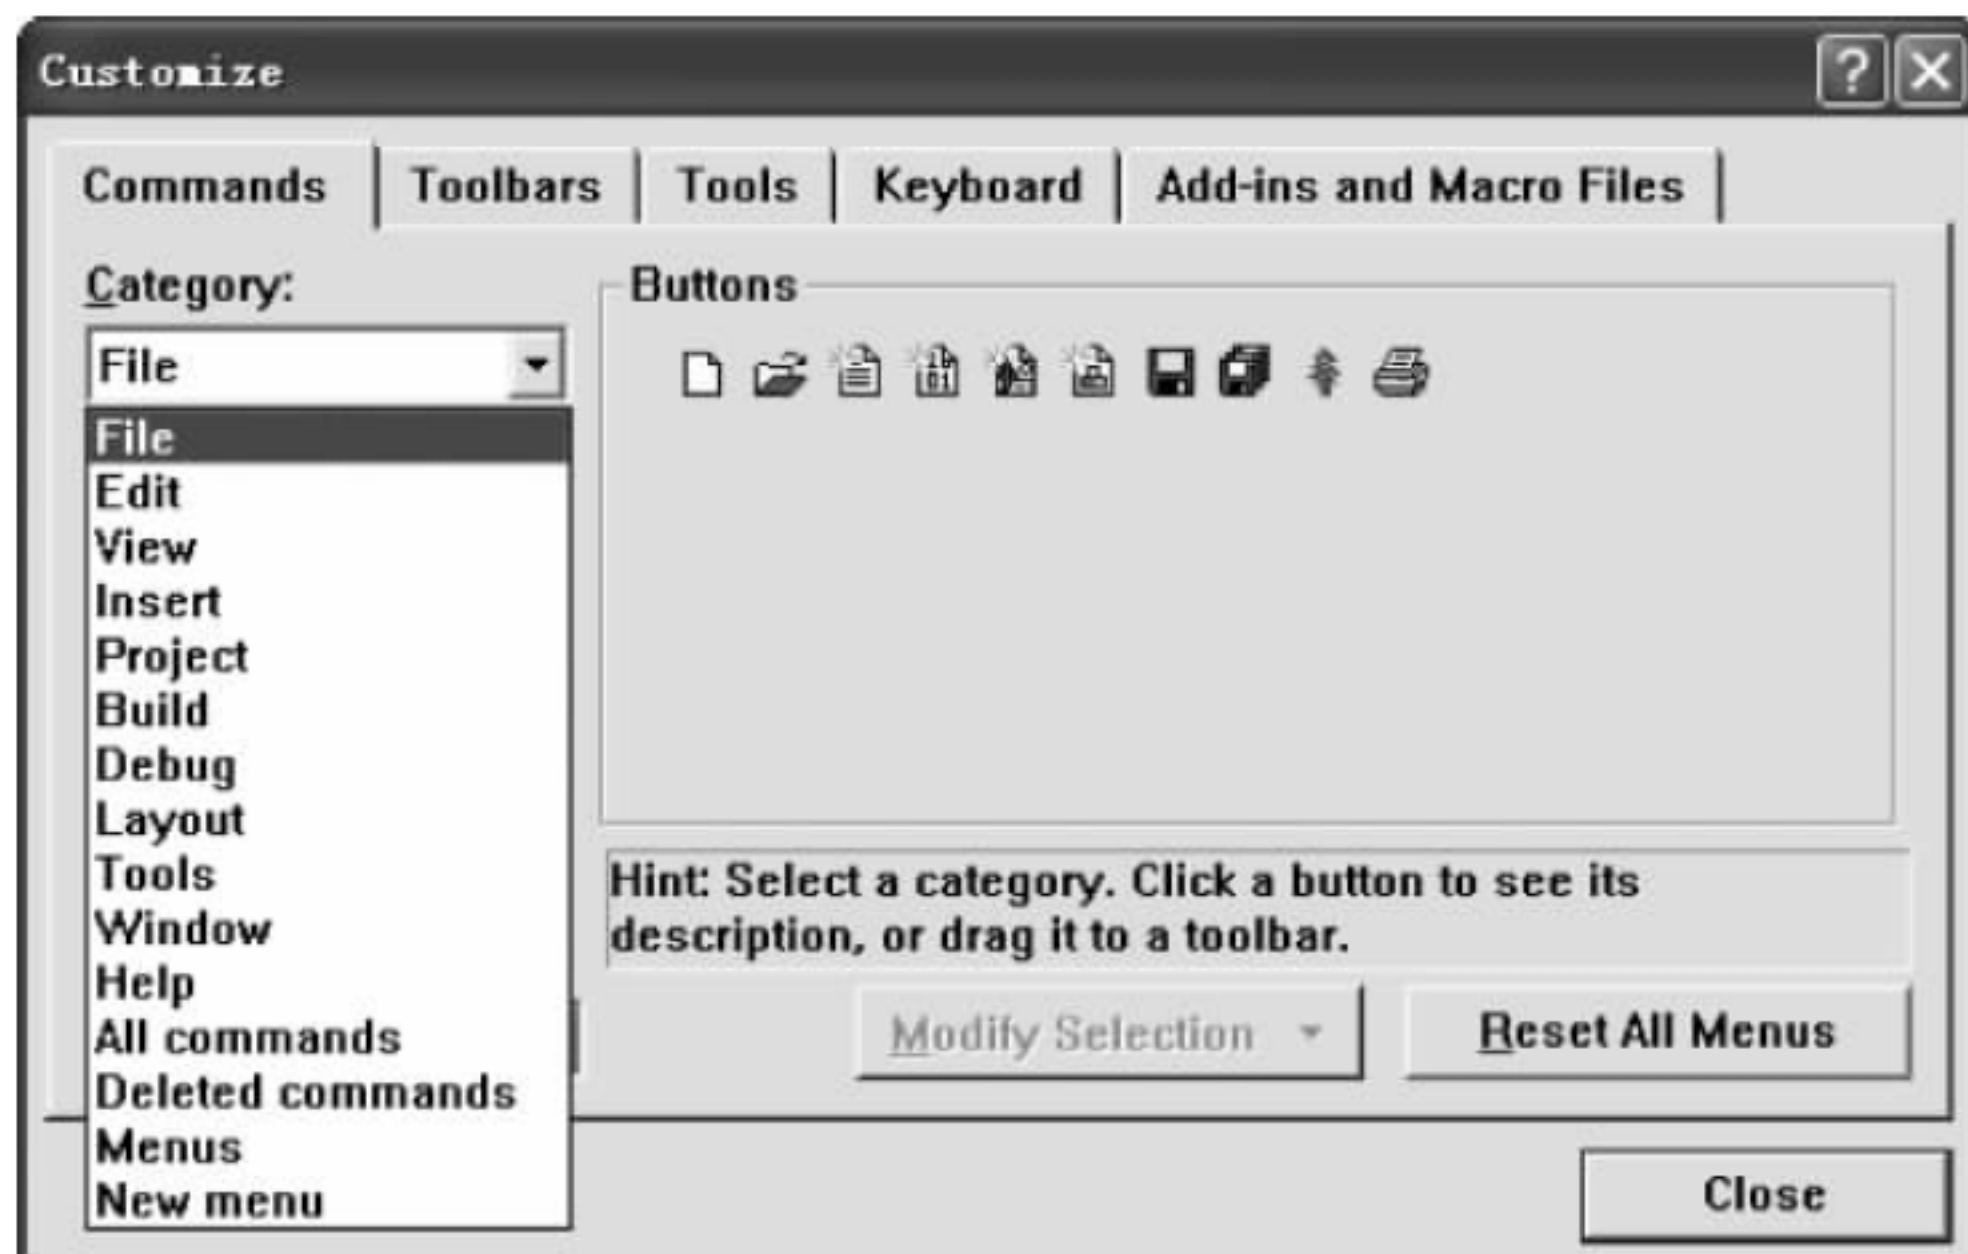 Customize
Commands Toolbars Tools Keyboard Add-ins and Macro Files
Category:
File
File
Edit
View
Insert
Project
Build
Debug
Layout
Tools
Window
Help
All commands
Deleted commands
Menus
New menu
Buttons
Hint: Select a category. Click a button to see its
description, or drag it to a toolbar.
Modify Selection
Reset All Menus
Close